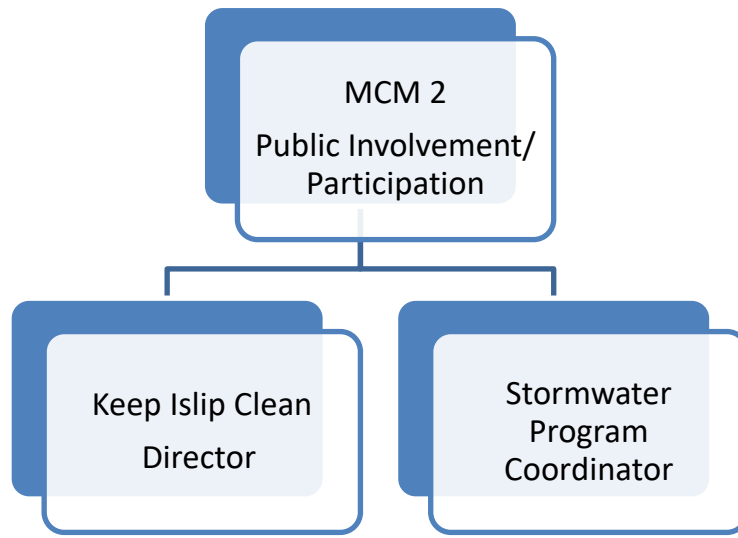 MCM 2
Public Involvement/
Participation
Keep Islip Clean
Director
Stormwater
Program
Coordinator